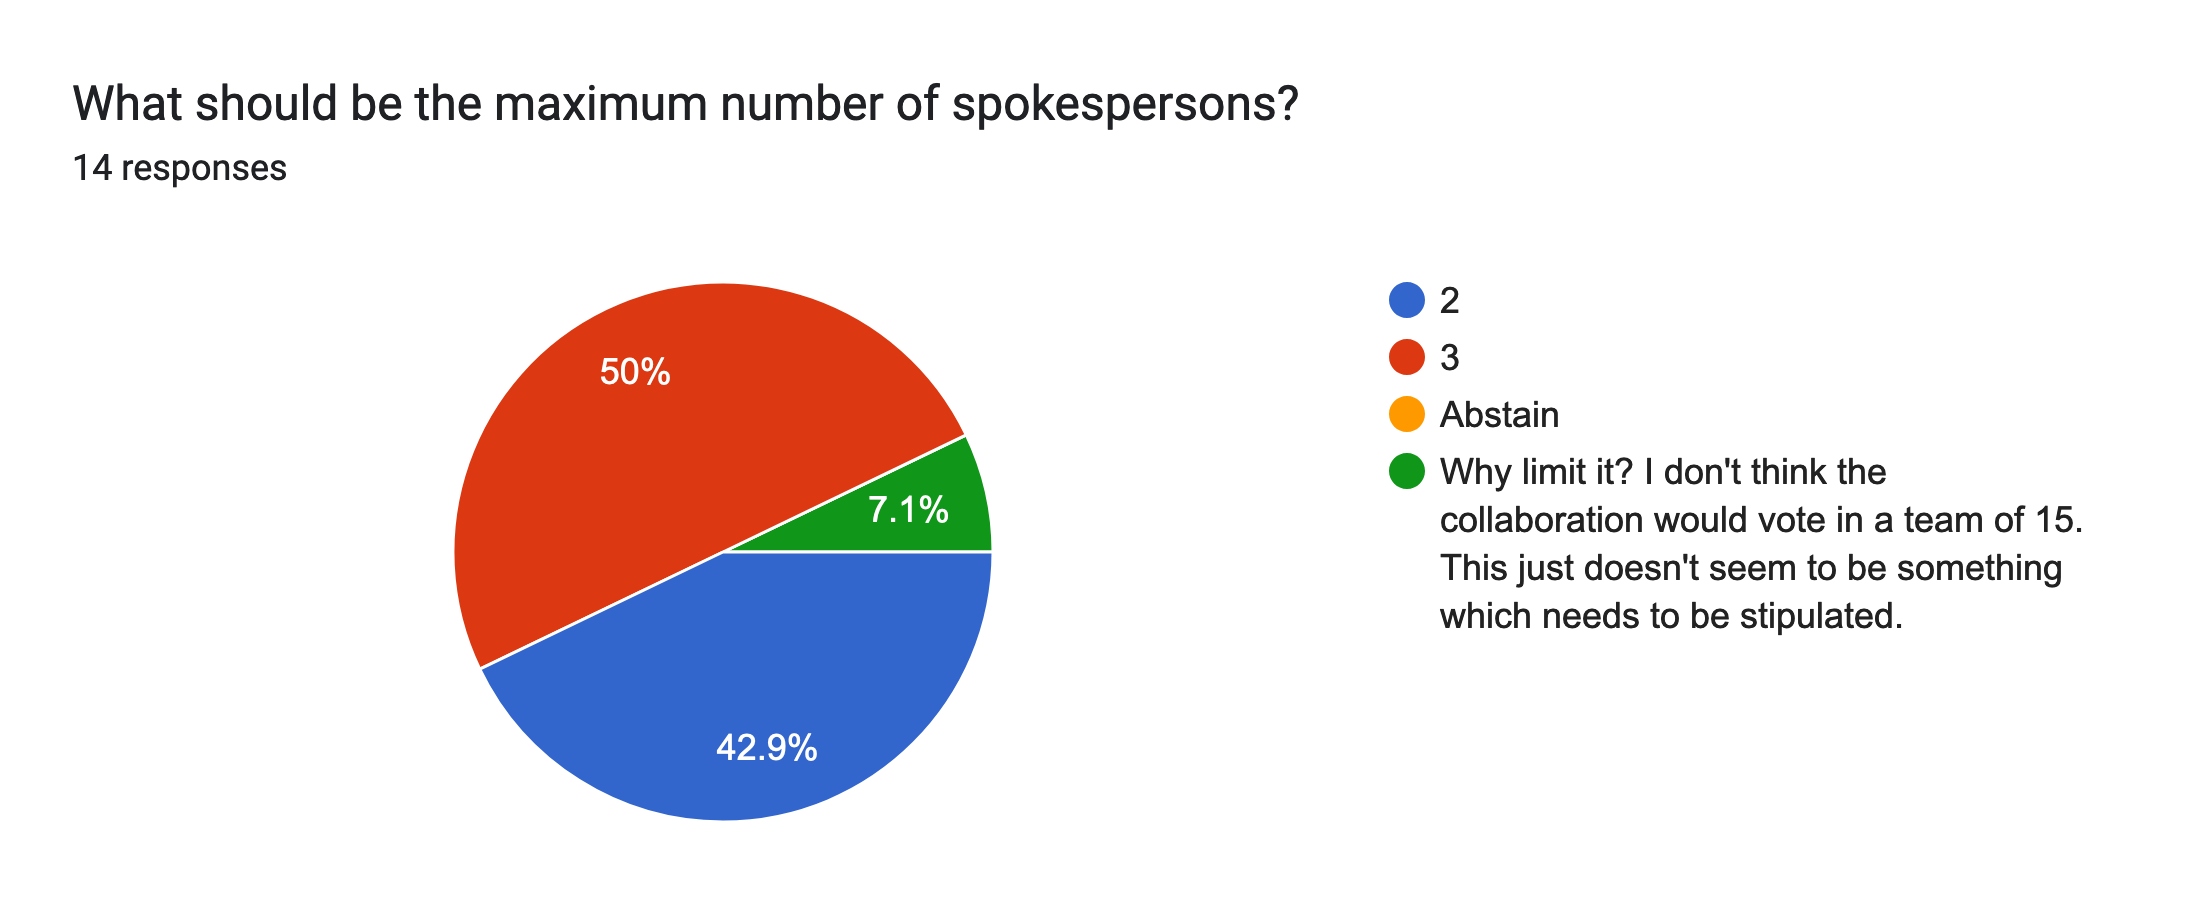 What should be the maximum number of spokespersons?
14 responses
50%
7.1%
42.9%
2
3
Abstain
Why limit it? I don't think the
collaboration would vote in a team of 15.
This just doesn't seem to be something
which needs to be stipulated.